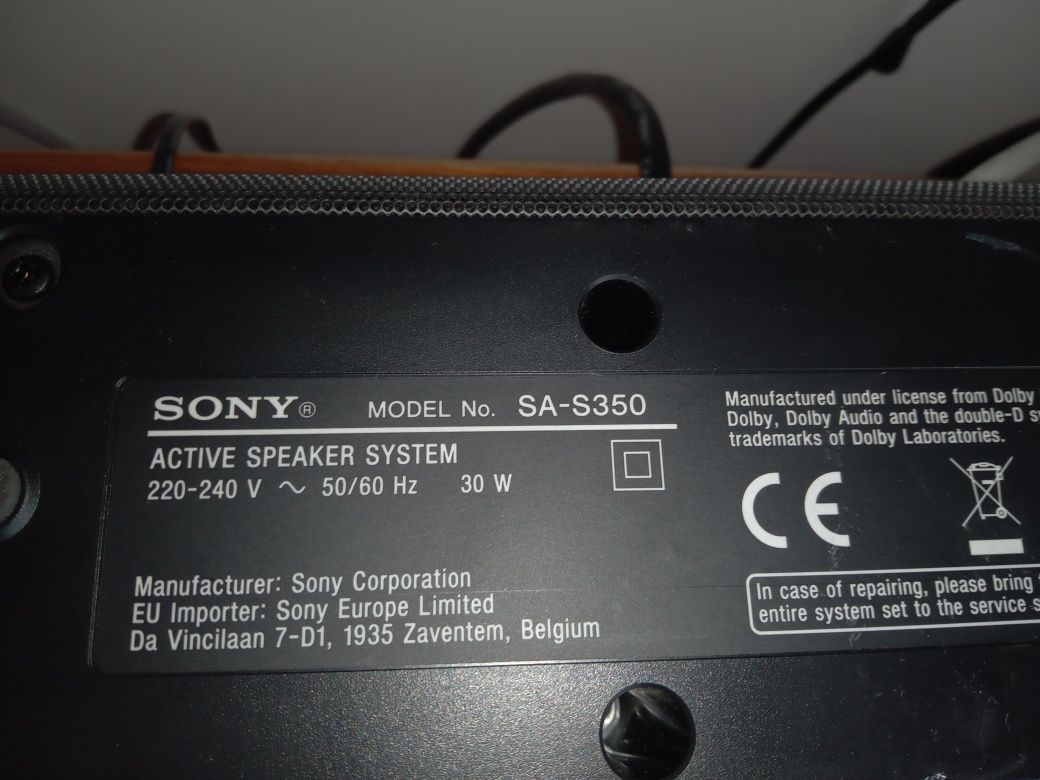 SONY® MODEL No. SA-S350
ACTIVE SPEAKER SYSTEM
220-240 V ~ 50/60 Hz 30 W
Manufacturer: Sony Corporation
EU Importer: Sony Europe Limited
Da Vincilaan 7-D1, 1935 Zaventem, Belgium
Manufactured under license from Dolby
Dolby, Dolby Audio and the double-D
trademarks of Dolby Laboratories.
CE
In case of repairing, please bring
entire system set to the service